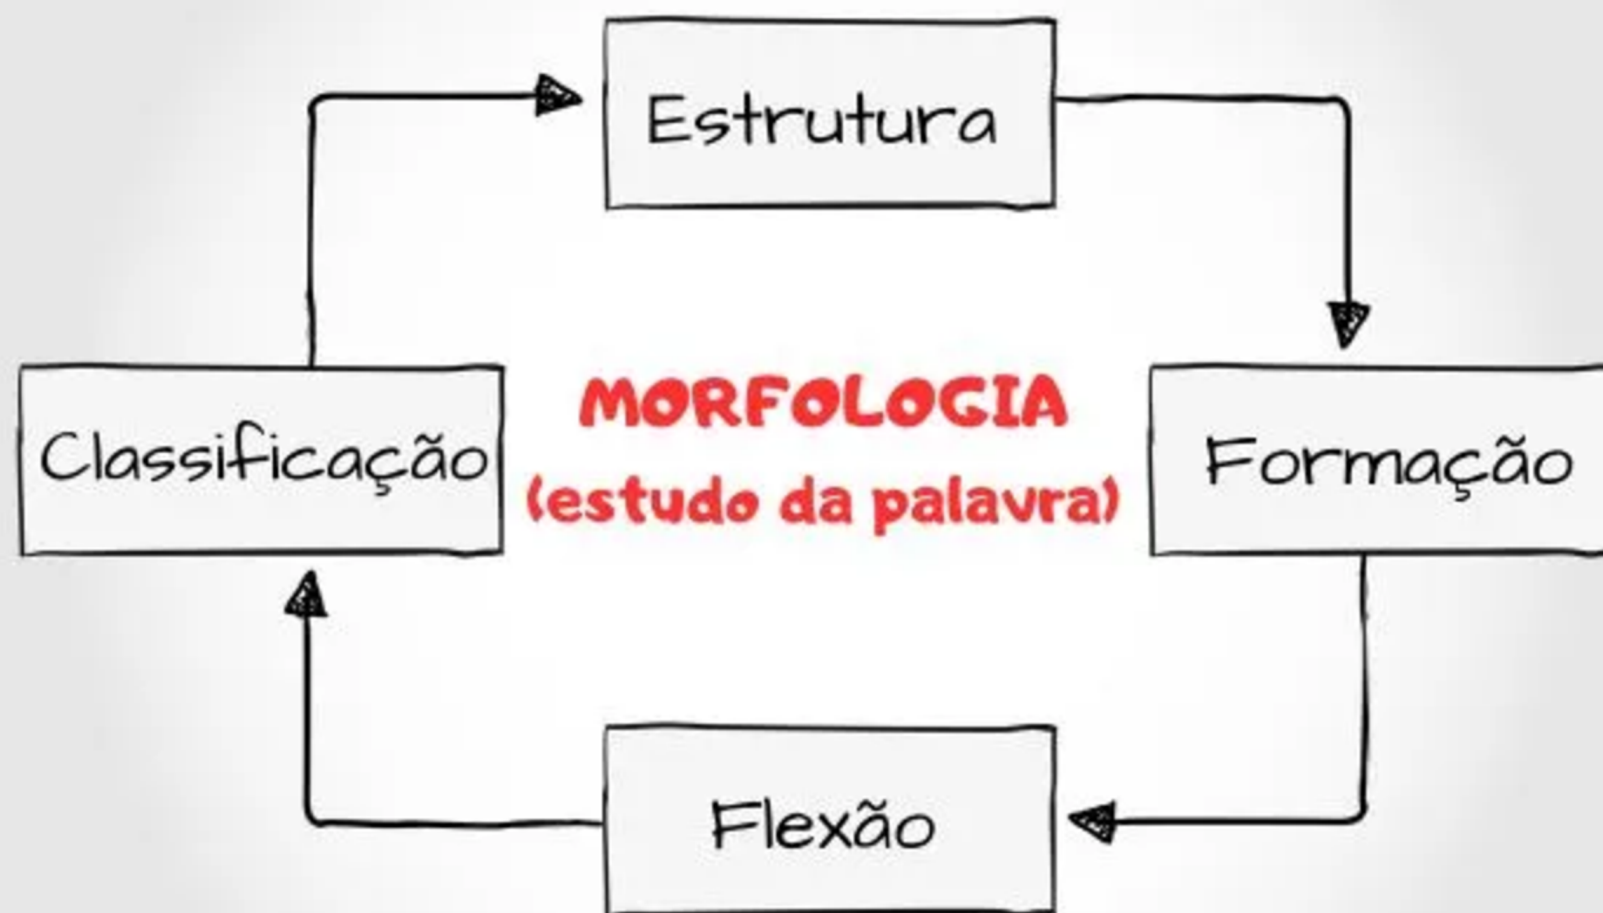 Estrutura
MORFOLOGIA
Classificação
Formação
(estudo da palavra)
Flexão